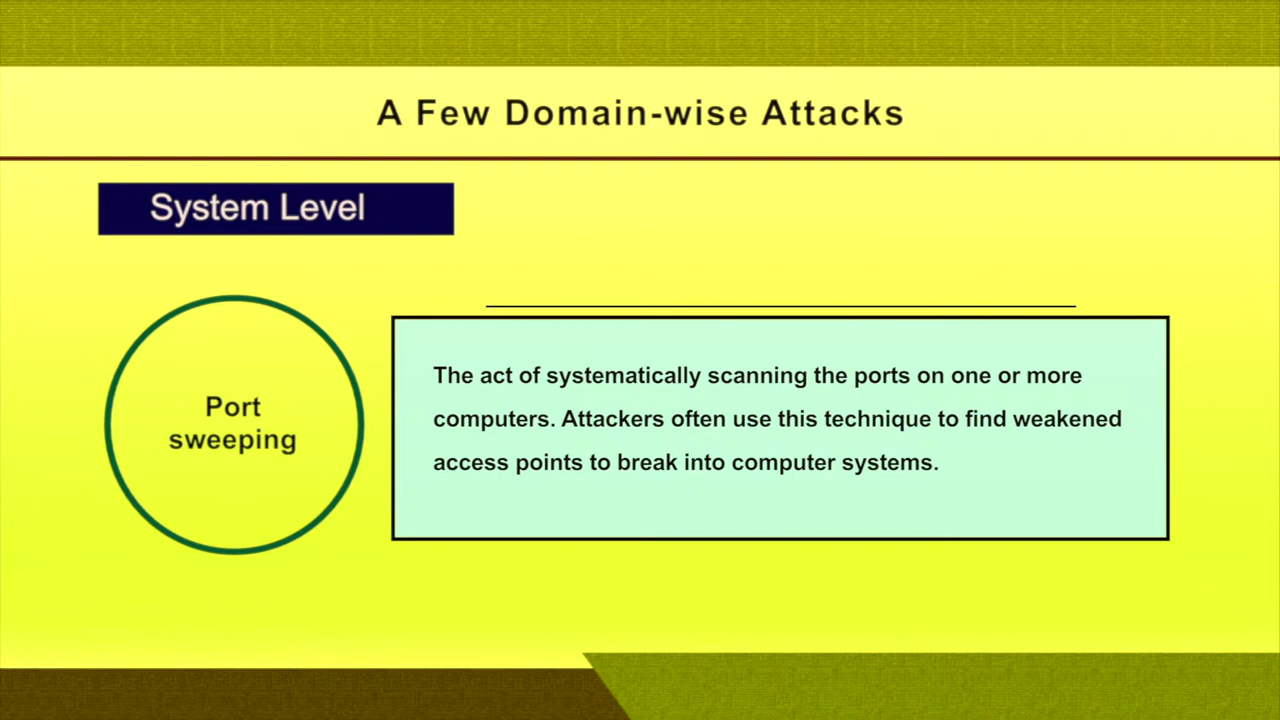 A Few Domain-wise Attacks
System Level
Port
sweeping
The act of systematically scanning the ports on one or more
computers. Attackers often use this technique to find weakened
access points to break into computer systems.